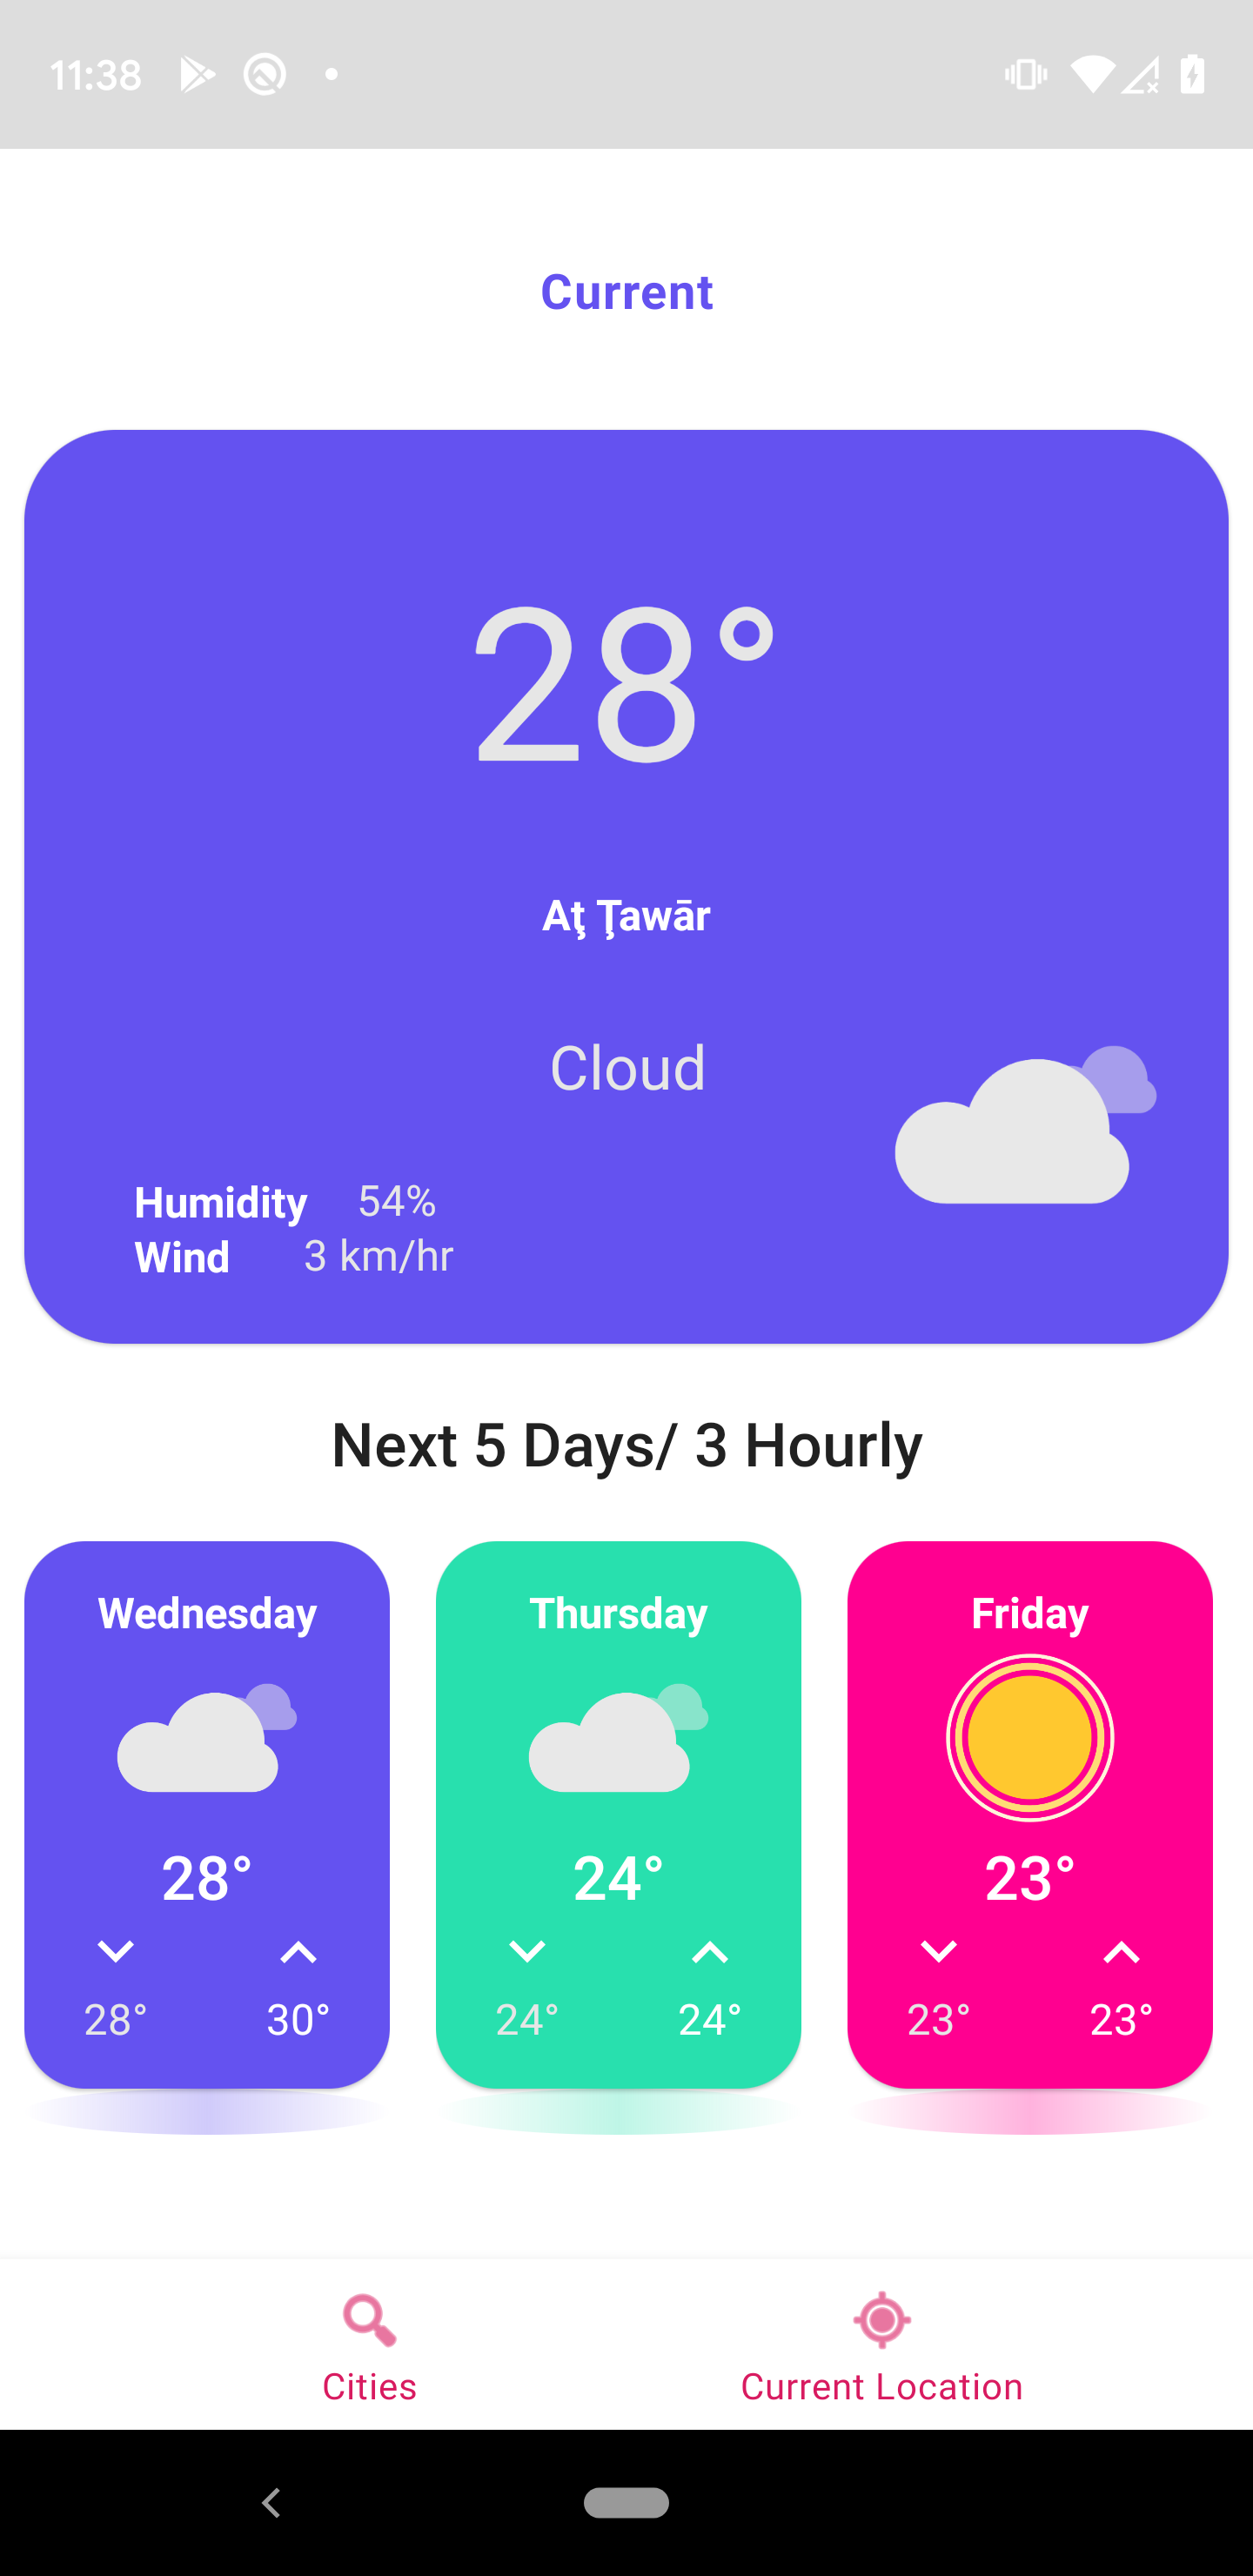 11:38
Current
28°
Aţ Ţawār
Cloud
Humidity 54%
Wind 3 km/hr
Next 5 Days/ 3 Hourly
Wednesday Thursday Friday
28° 24° 23°
28° 30° 24° 24° 23° 23°
Cities Current Location